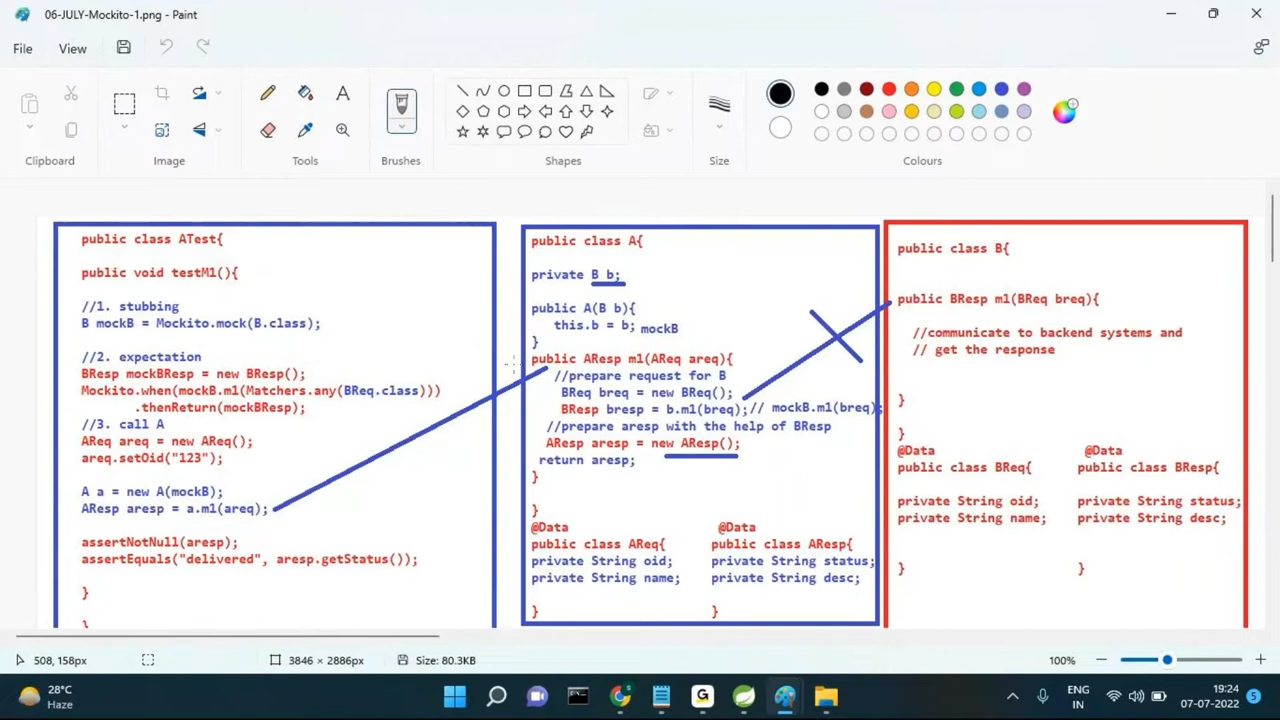 06-JULY-Mockito-1.png - Paint
File
View
Clipboard
Image
Tools
Brushes
Shapes
Size
Colours
public class ATest{
public void testM1(){
//1. stubbing
B mockB = Mockito.mock(B.class);
//2. expectation
BResp mockBResp = new BResp();
Mockito.when(mockB.m1(Matchers.any(BReq.class)))
.thenReturn(mockBResp);
//3. call A
AReq areq = new AReq();
areq.setOid("123");
A a = new A(mockB);
AResp aresp = a.m1(areq);
assertNotNull(aresp);
assertEquals("delivered", aresp.getStatus());
}
}
public class A{
private B b;
public A(B b){
this.b = b; mockB
}
public AResp m1(AReq areq){
//prepare request for B
BReq breq = new BReq();
BResp bresp = b.m1(breq);// mockB.m1(breq);
//prepare aresp with the help of BResp
AResp aresp = new AResp();
return aresp;
}
}
@Data
public class AReq{
private String oid;
private String name;
}
@Data
public class AResp{
private String status;
private String desc;
}
public class B{
public BResp m1(BReq breq){
//communicate to backend systems and
// get the response
}
}
@Data
public class BReq{
private String oid;
private String name;
}
@Data
public class BResp{
private String status;
private String desc;
}
508, 158px
3846 × 2886px
Size: 80.3KB
100%
28°C
Haze
ENG
IN
19:24
07-07-2022
5